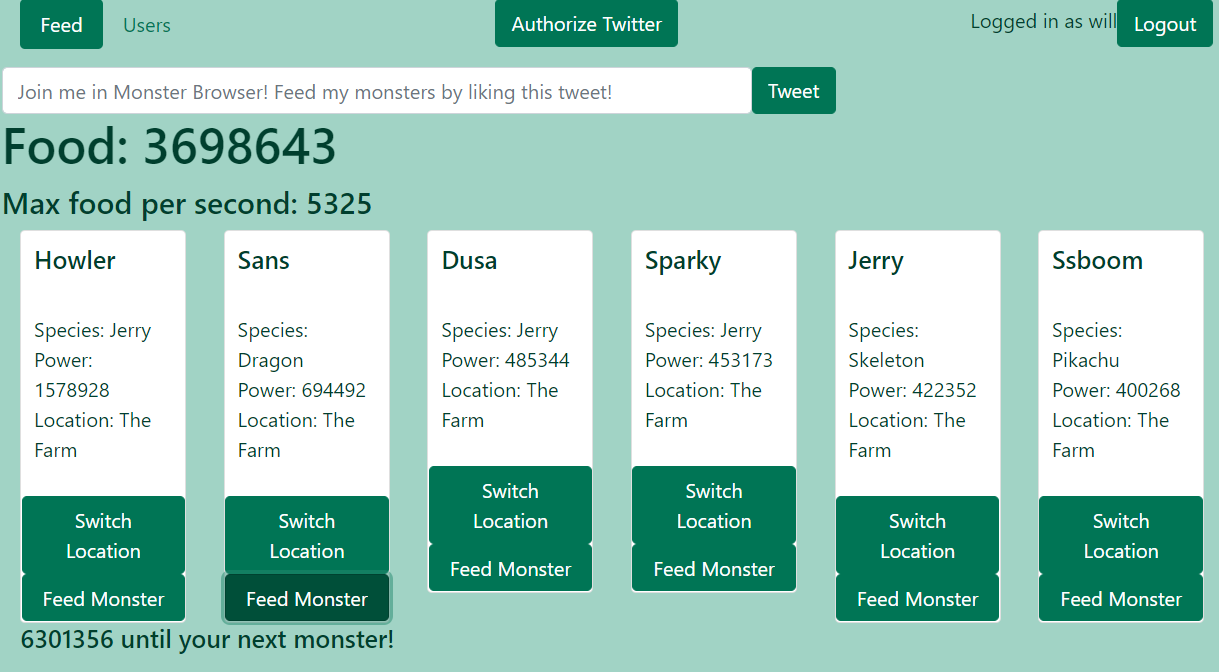 Feed Users Authorize Twitter Logged in as will Logout
Join me in Monster Browser! Feed my monsters by liking this tweet! Tweet
Food: 3698643
Max food per second: 5325
Howler
Species: Jerry
Power:
1578928
Location: The
Farm
Switch
Location
Feed Monster
Sans
Species:
Dragon
Power: 694492
Location: The
Farm
Switch
Location
Feed Monster
Dusa
Species: Jerry
Power: 485344
Location: The
Farm
Switch
Location
Feed Monster
Sparky
Species: Jerry
Power: 453173
Location: The
Farm
Switch
Location
Feed Monster
Jerry
Species:
Skeleton
Power: 422352
Location: The
Farm
Switch
Location
Feed Monster
Ssboom
Species:
Pikachu
Power: 400268
Location: The
Farm
Switch
Location
Feed Monster
6301356 until your next monster!